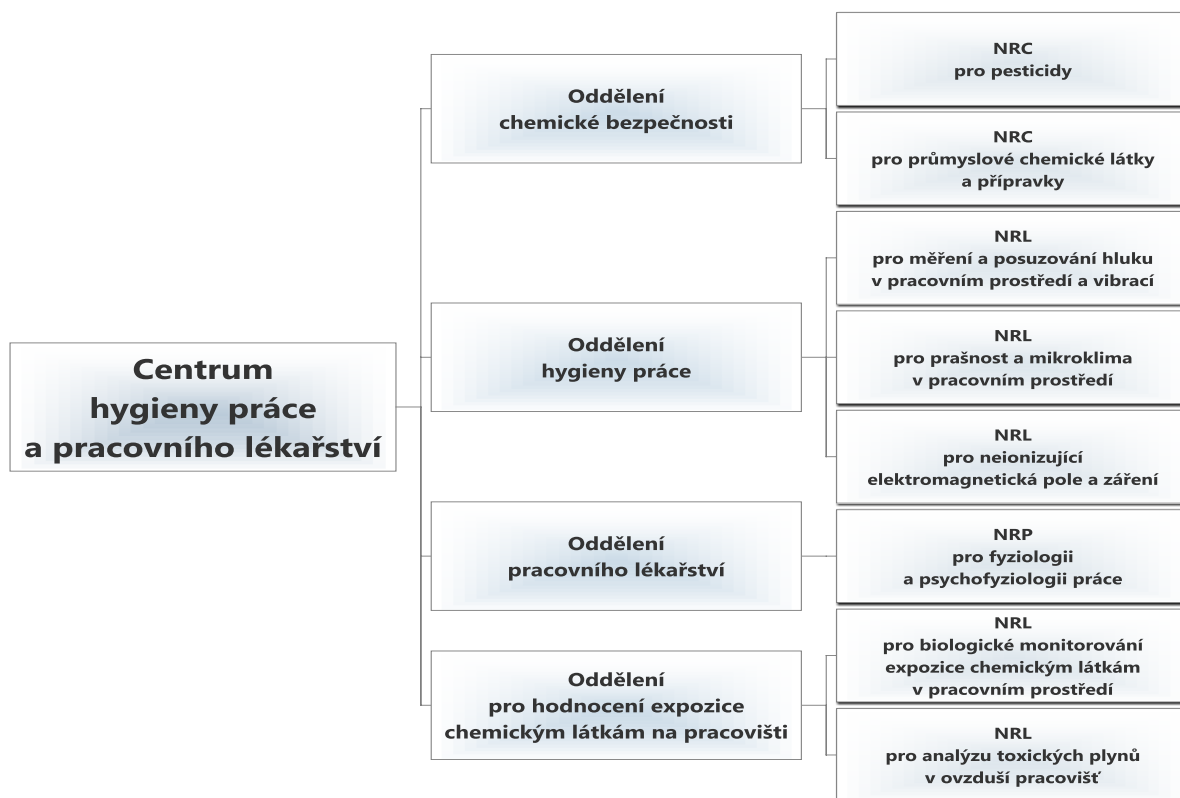 Centrum
hygieny práce
a pracovního lékařství
Oddělení
chemické bezpečnosti
NRC
pro pesticidy
NRC
pro průmyslové chemické látky
a přípravky
Oddělení
hygieny práce
NRL
pro měření a posuzování hluku
v pracovním prostředí a vibrací
NRL
pro prašnost a mikroklima
v pracovním prostředí
NRL
pro neionizující
elektromagnetická pole a záření
Oddělení
pracovního lékařství
NRP
pro fyziologii
a psychofyziologii práce
Oddělení
pro hodnocení expozice
chemickým látkám na pracovišti
NRL
pro biologické monitorování
expozice chemickým látkám
v pracovním prostředí
NRL
pro analýzu toxických plynů
v ovzduší pracovišť